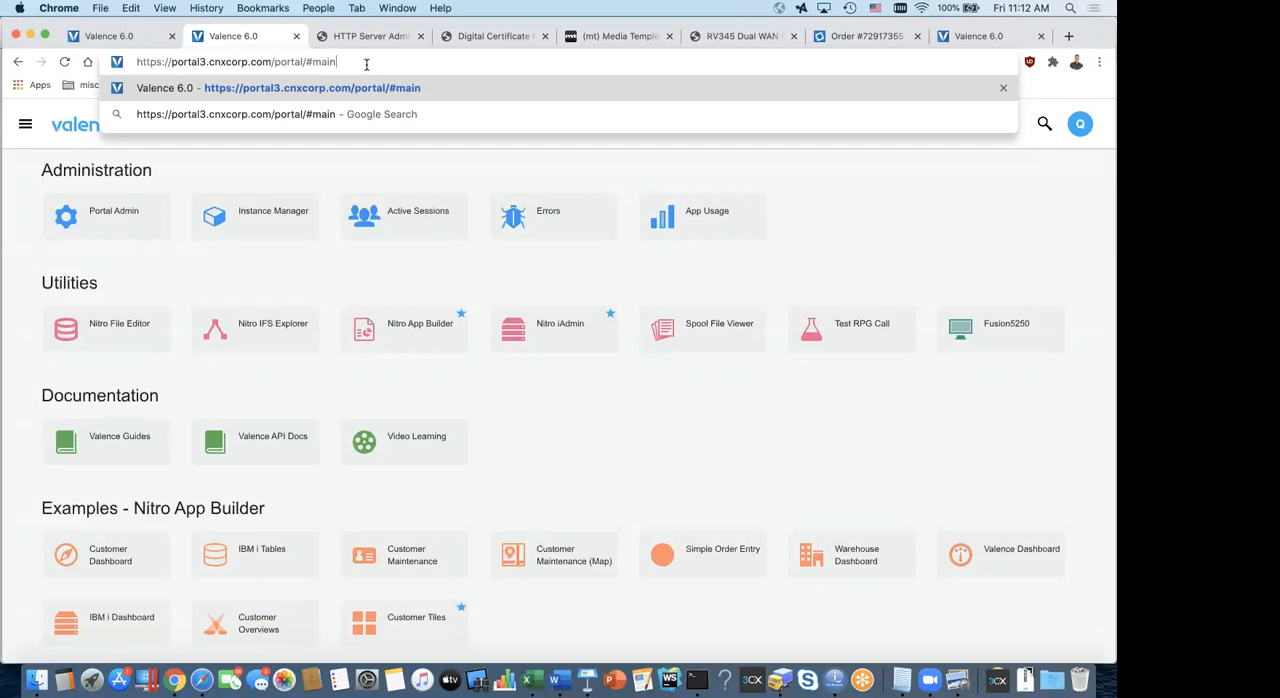 Chrome File Edit View History Bookmarks People Tab Window Help 100% Fri 11:12 AM
Valence 6.0 Valence 6.0 HTTP Server Admi Digital Certificate M (mt) Media Temple RV345 Dual WAN Order #72917355 Valence 6.0
https://portal3.cnxcorp.com/portal/#main
Apps misc
Valence 6.0 - https://portal3.cnxcorp.com/portal/#main
https://portal3.cnxcorp.com/portal/#main - Google Search
valen Q
Administration
Portal Admin Instance Manager Active Sessions Errors App Usage
Utilities
Nitro File Editor Nitro IFS Explorer Nitro App Builder Nitro iAdmin Spool File Viewer Test RPG Call Fusion5250
Documentation
Valence Guides Valence API Docs Video Learning
Examples - Nitro App Builder
Customer IBM i Tables Customer Customer Simple Order Entry Warehouse Valence Dashboard
Dashboard Maintenance Maintenance (Map) Dashboard
IBM i Dashboard Customer Customer Tiles
Overviews